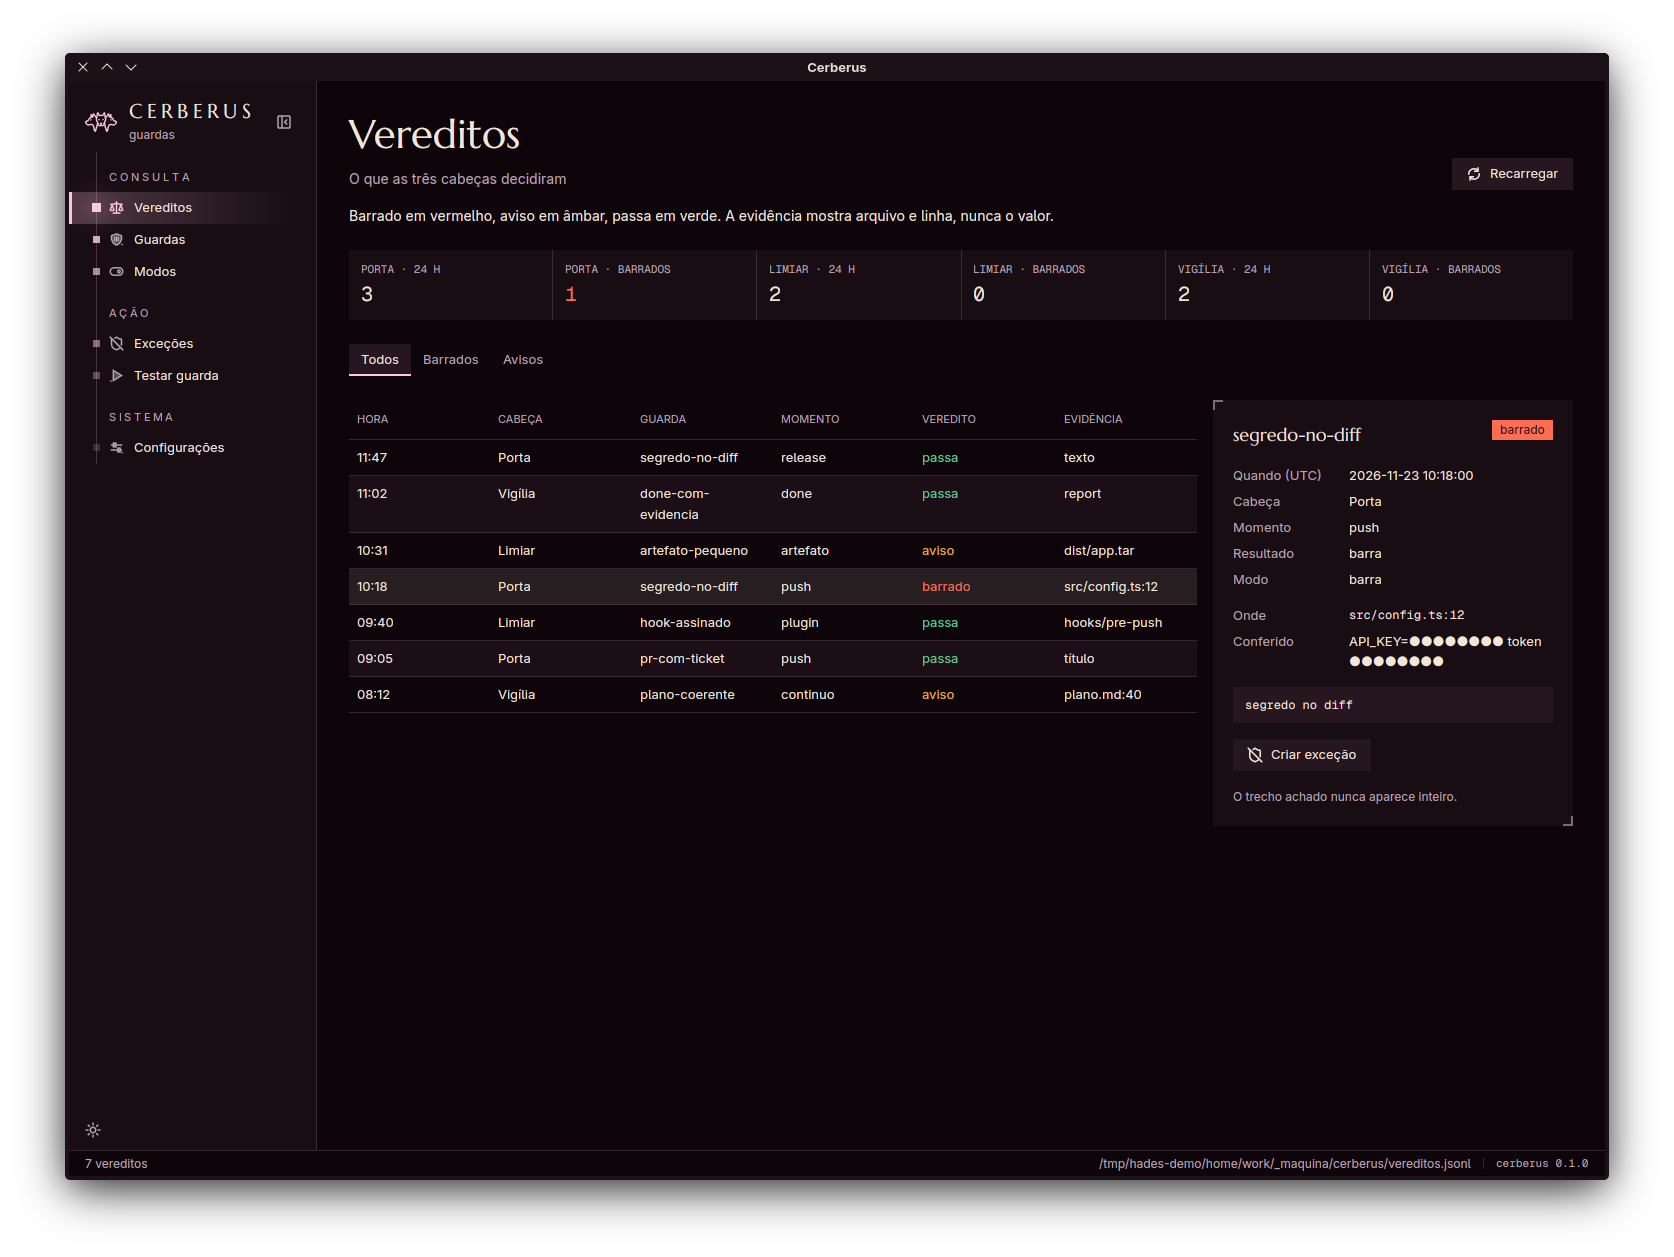 Cerberus
CERBERUS
guardas
CONSULTA
Vereditos
Guardas
Modos
AÇÃO
Exceções
Testar guarda
SISTEMA
Configurações
Vereditos
O que as três cabeças decidiram
Recarregar
Barrado em vermelho, aviso em âmbar, passa em verde. A evidência mostra arquivo e linha, nunca o valor.
PORTA · 24 H
3
PORTA · BARRADOS
1
LIMIAR · 24 H
2
LIMIAR · BARRADOS
0
VIGÍLIA · 24 H
2
VIGÍLIA · BARRADOS
0
Todos Barrados Avisos
HORA CABEÇA GUARDA MOMENTO VEREDITO EVIDÊNCIA
11:47 Porta segredo-no-diff release passa texto
11:02 Vigília done-com-evidencia done passa report
10:31 Limiar artefato-pequeno artefato aviso dist/app.tar
10:18 Porta segredo-no-diff push barrado src/config.ts:12
09:40 Limiar hook-assinado plugin passa hooks/pre-push
09:05 Porta pr-com-ticket push passa título
08:12 Vigília plano-coerente continuo aviso plano.md:40
segredo-no-diff
barrado
Quando (UTC) 2026-11-23 10:18:00
Cabeça Porta
Momento push
Resultado barra
Modo barra
Onde src/config.ts:12
Conferido API_KEY=●●●●●●●● token
●●●●●●●●
segredo no diff
Criar exceção
O trecho achado nunca aparece inteiro.
7 vereditos
/tmp/hades-demo/home/work/_maquina/cerberus/vereditos.jsonl
cerberus 0.1.0